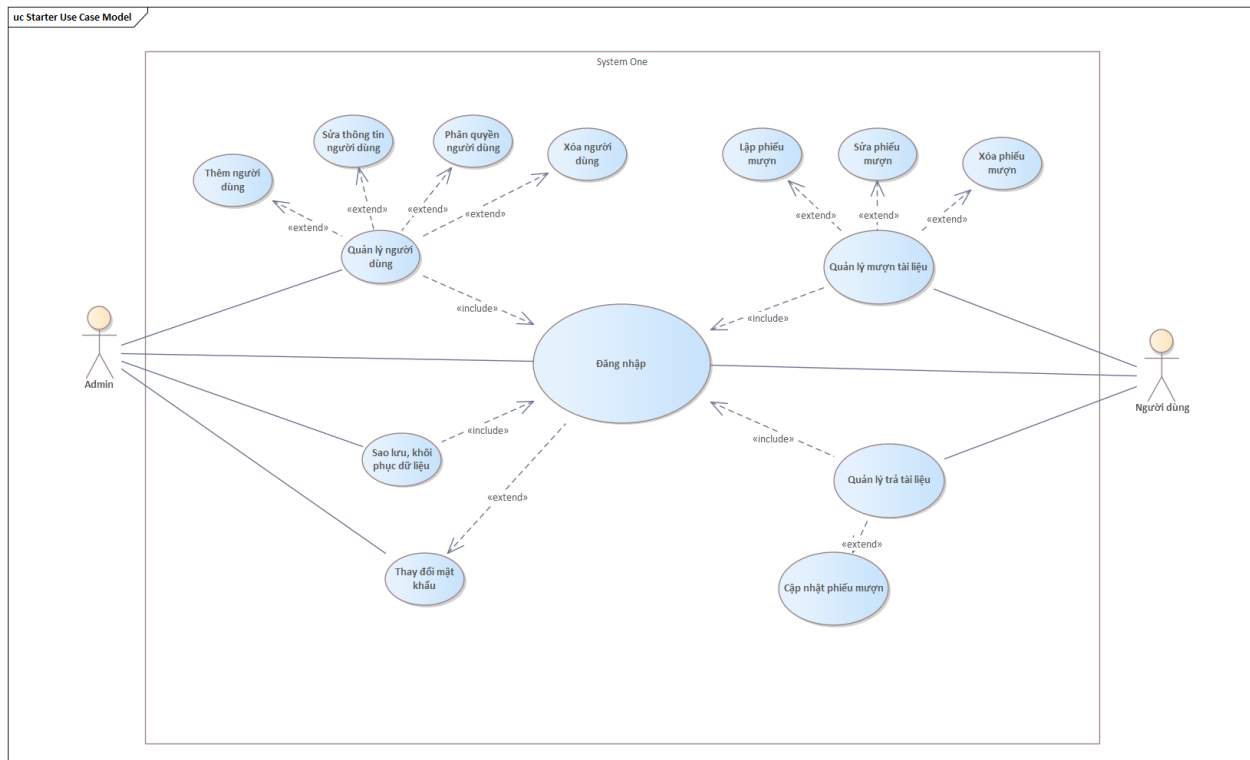 uc Starter Use Case Model
System One
Sửa thông tin
người dùng
Phân quyền
người dùng
Xóa người
dùng
Thêm người
dùng
Lập phiếu
mượn
Sửa phiếu
mượn
Xóa phiếu
mượn
«extend»
«extend»
«extend»
«extend»
«extend»
«extend»
«extend»
Quản lý người
dùng
Quản lý mượn tài liệu
«include»
«include»
Đăng nhập
Admin
Người dùng
«include»
«include»
Sao lưu, khôi
phục dữ liệu
Quản lý trả tài liệu
«extend»
«extend»
Thay đổi mật
khẩu
Cập nhật phiếu mượn